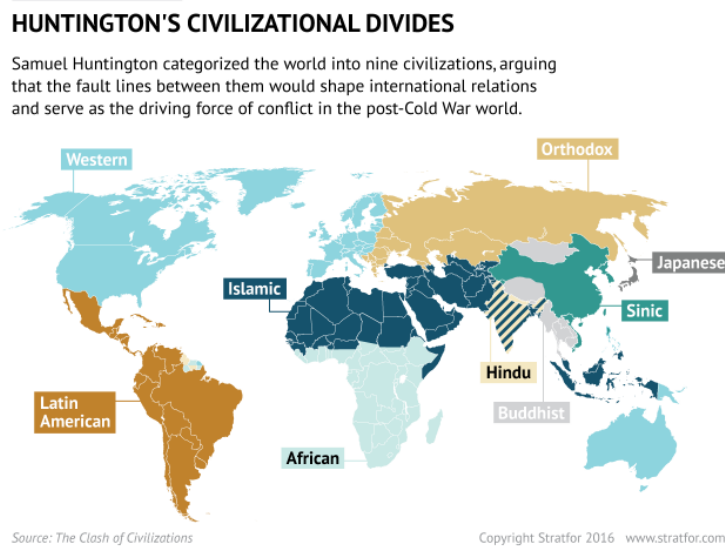 HUNTINGTON'S CIVILIZATIONAL DIVIDES
Samuel Huntington categorized the world into nine civilizations, arguing
that the fault lines between them would shape international relations
and serve as the driving force of conflict in the post-Cold War world.
Orthodox
Western
Japanese
Islamic
Sinic
Hindu
Latin
American
Buddhist
African
Source: The Clash of Civilizations
Copyright Stratfor 2016 www.stratfor.com